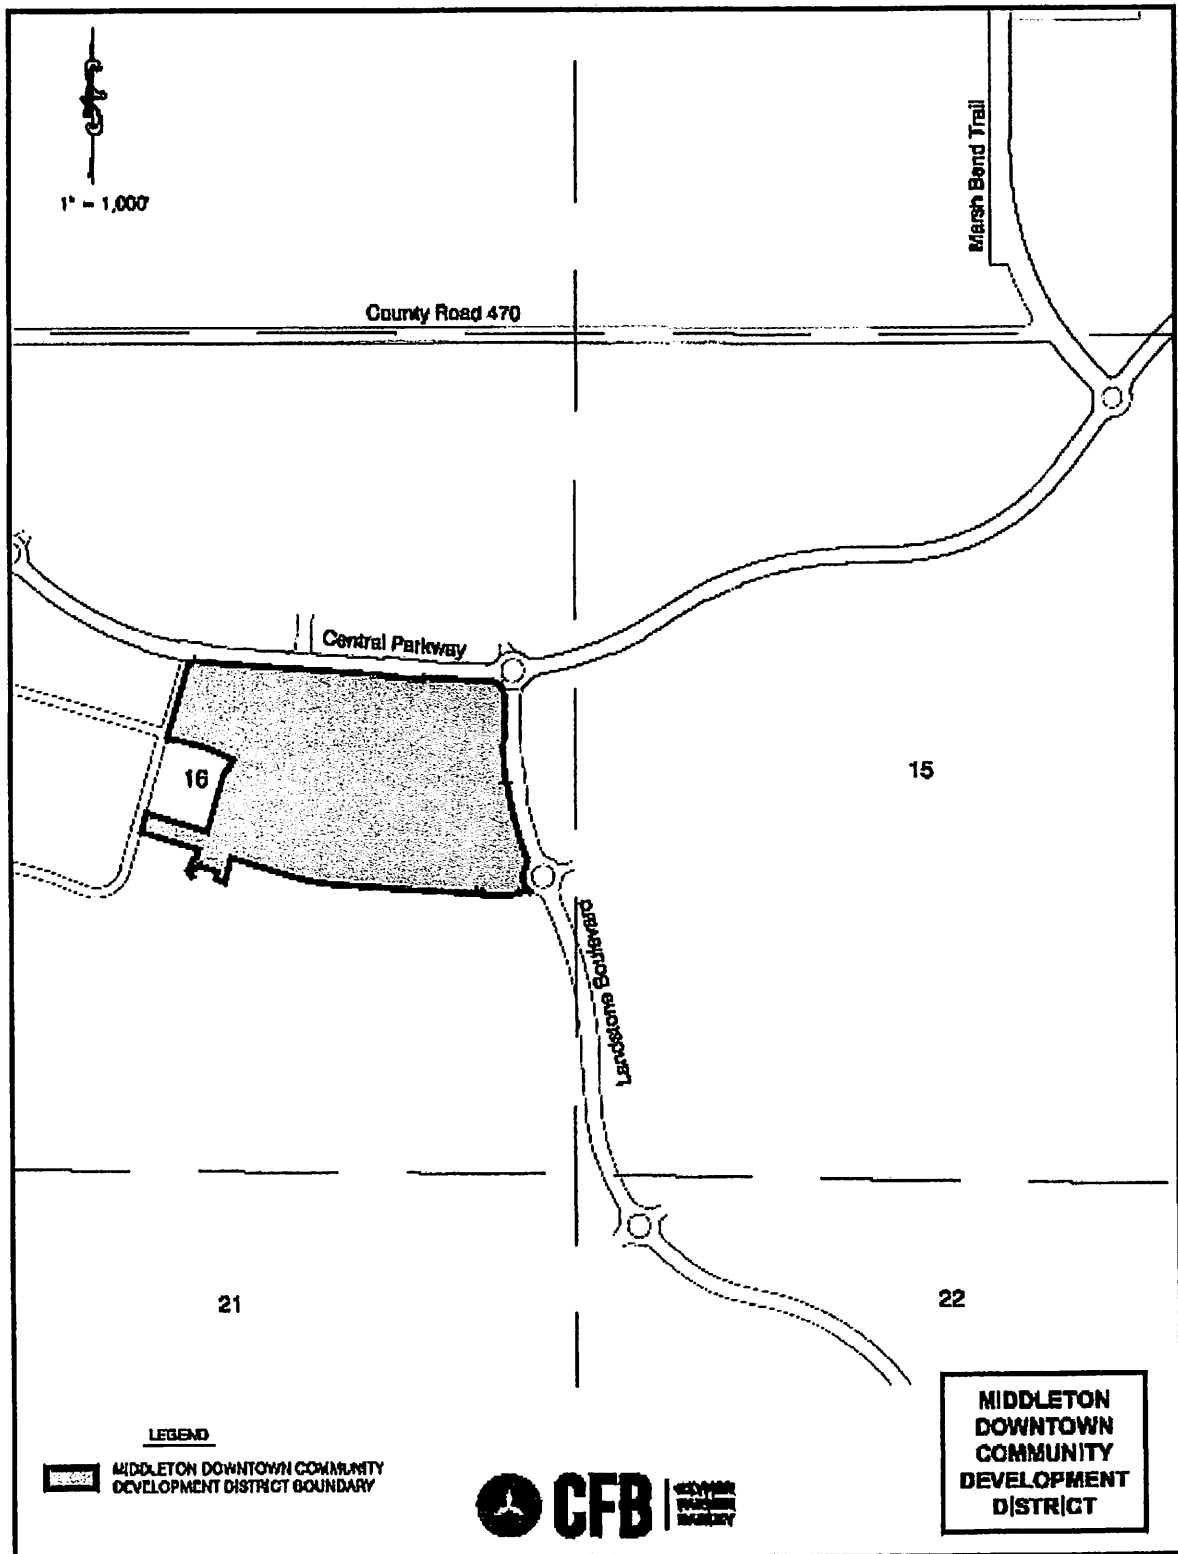 1" = 1,000'
Marsh Bend Trail
County Road 470
Central Parkway
16
15
Landstone Boulevard
21
22
LEGEND
MIDDLETON DOWNTOWN COMMUNITY
DEVELOPMENT DISTRICT BOUNDARY
CFB
MIDDLETON
DOWNTOWN
COMMUNITY
DEVELOPMENT
DISTRICT